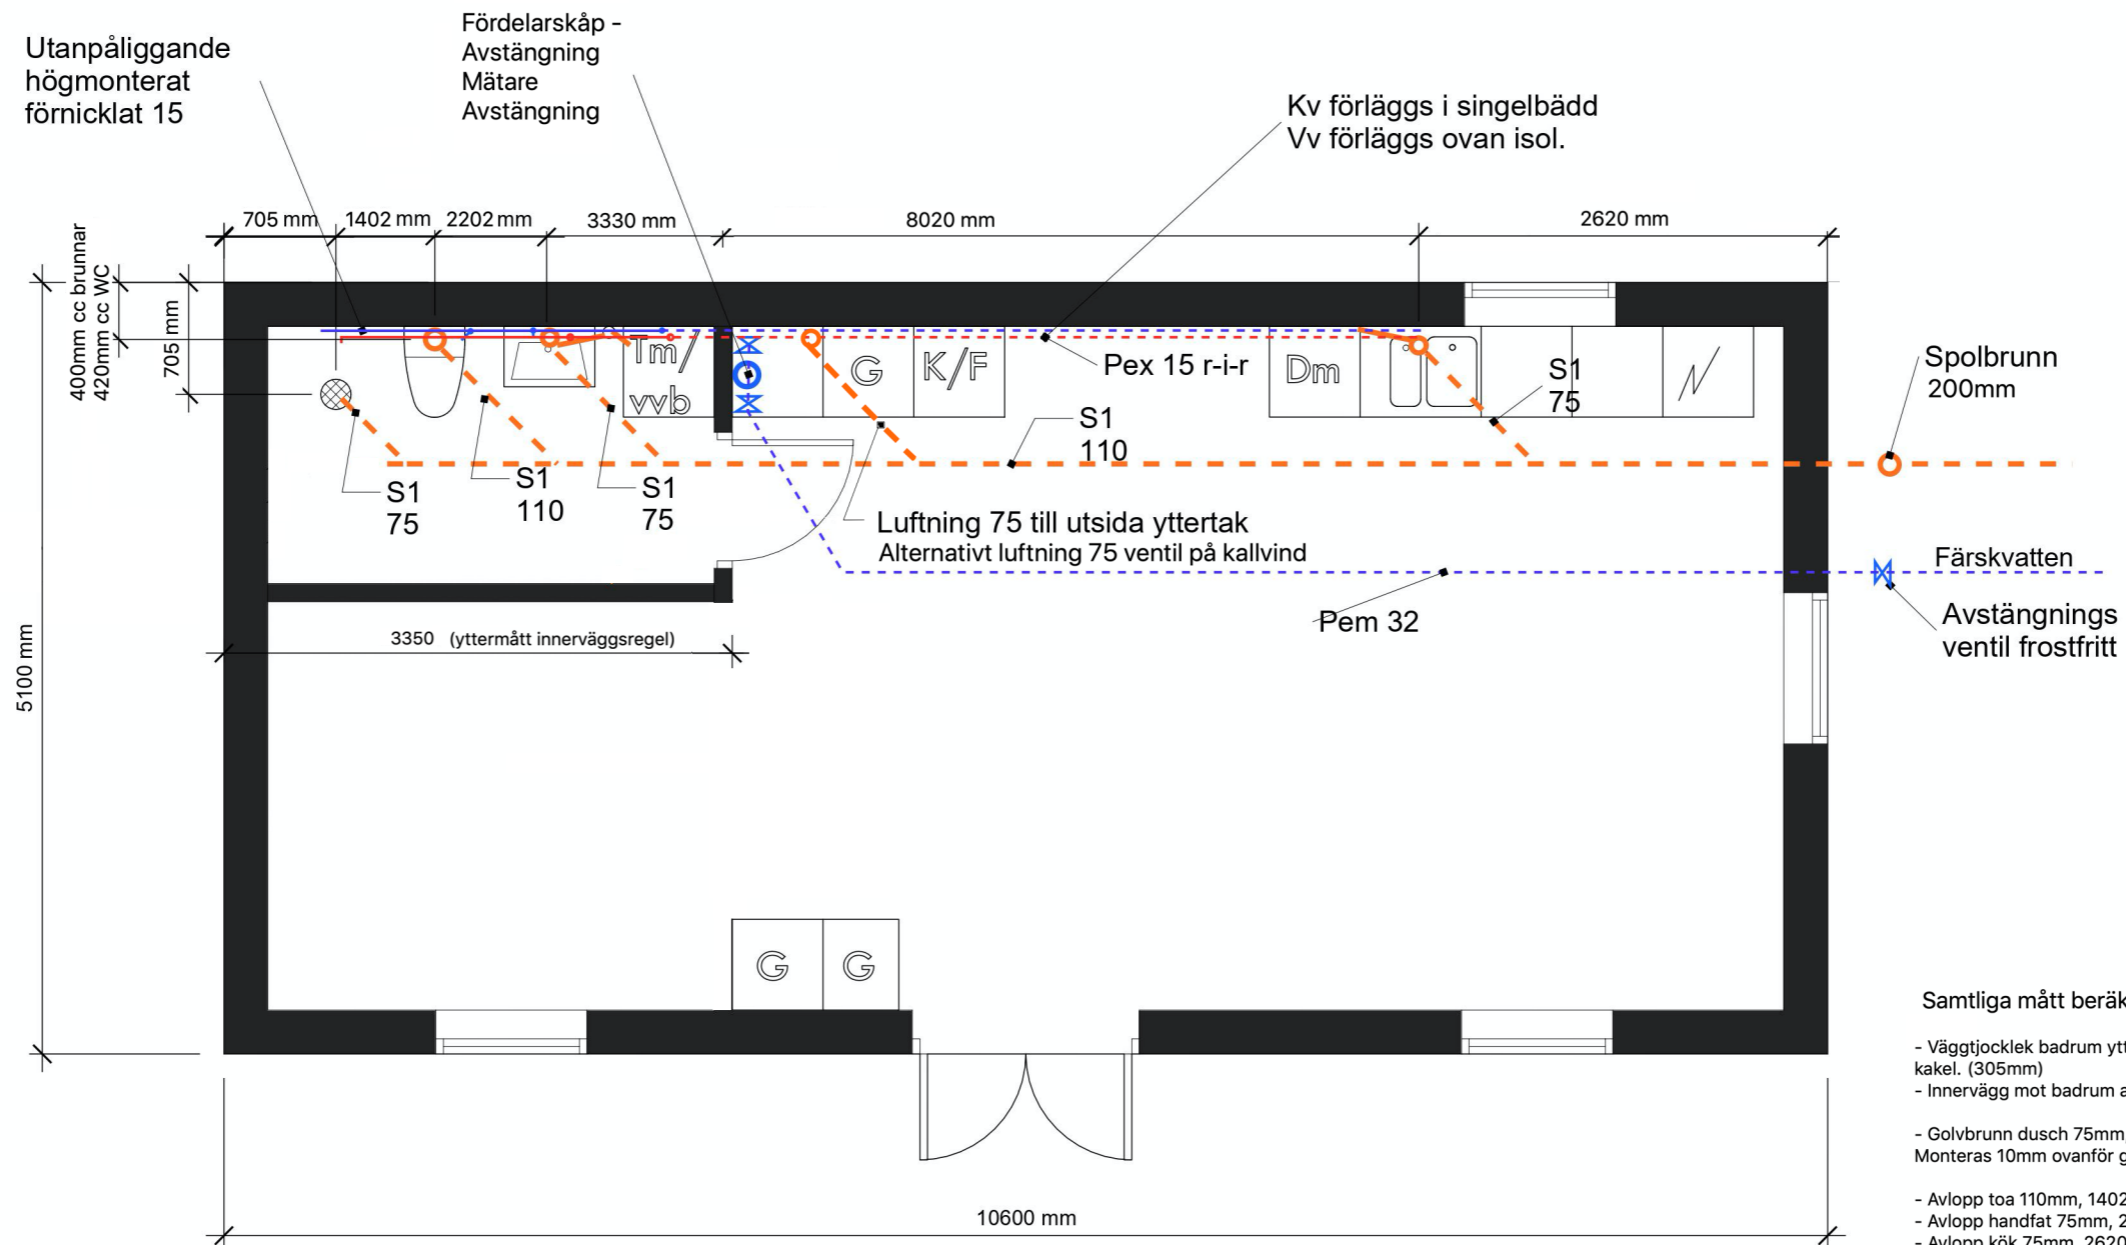 Utanpåliggande
högmonterat
förnicklat 15
Fördelarskåp -
Avstängning
Mätare
Avstängning
Kv förläggs i singelbädd
Vv förläggs ovan isol.
705 mm
1402 mm
2202 mm
3330 mm
8020 mm
2620 mm
400mm cc brunnar
420mm cc WC
705 mm
5100 mm
Tm/
vvb
G
K/F
Pex 15 r-i-r
Dm
S1
75
S1
110
Spolbrunn
200mm
S1
75
S1
110
S1
75
Luftning 75 till utsida yttertak
Alternativt luftning 75 ventil på kallvind
Färskvatten
Pem 32
Avstängnings
ventil frostfritt
3350 (yttermått innerväggsregel)
G
G
10600 mm
Samtliga mått beräk
- Väggtjocklek badrum ytt
kakel. (305mm)
- Innervägg mot badrum a
- Golvbrunn dusch 75mm,
Monteras 10mm ovanför g
- Avlopp toa 110mm, 1402
- Avlopp handfat 75mm, 2
- Avlopp kök 75mm, 2620